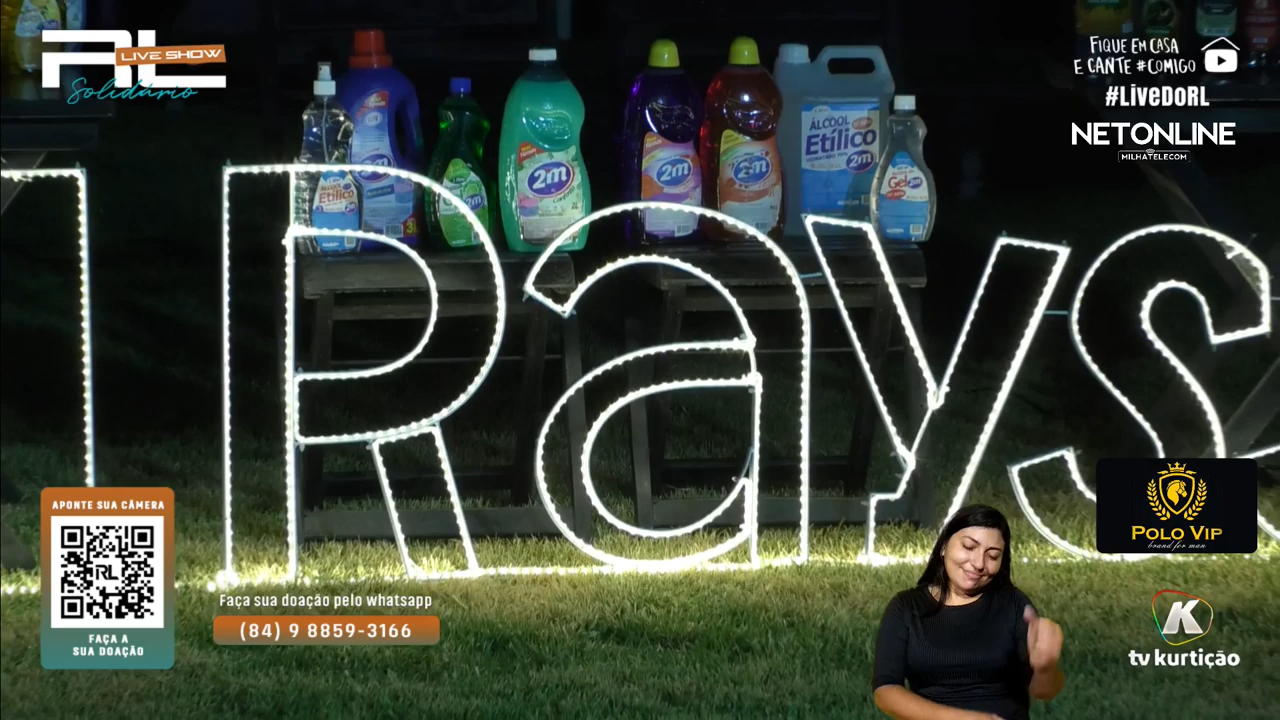 RL
LIVE SHOW
Solidário
FIQUE EM CASA
E CANTE #COMIGO
#LIVEDORL
NETONLINE
MILHATELECOM
ÁLCOOL
Etílico
2m
Etílico
2m
2m
2m
2m
2m
2m
Gel
Rays
APONTE SUA CÂMERA
RL
FAÇA A
SUA DOAÇÃO
Faça sua doação pelo whatsapp
(84) 9 8859-3166
POLO VIP
brand for man
K
tv kurtição